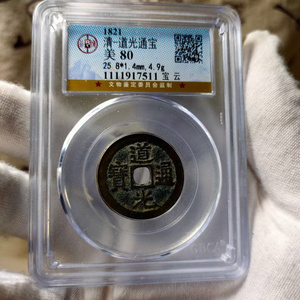 1821
清-道光通宝
美 80
25.8*1.4mm,4.9g
1111917511 宝云
★★★ 文物鉴定委员会监制 ★★★
道
寶 通
光